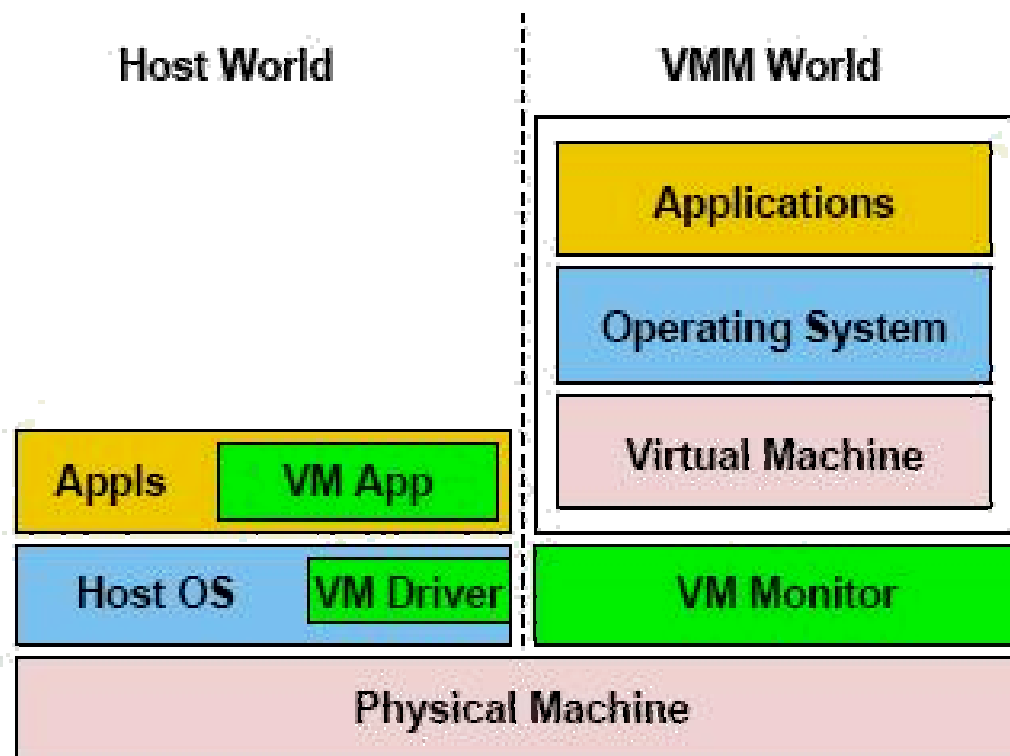 Host World
VMM World
Applications
Operating System
Virtual Machine
Appls
VM App
Host OS
VM Driver
VM Monitor
Physical Machine